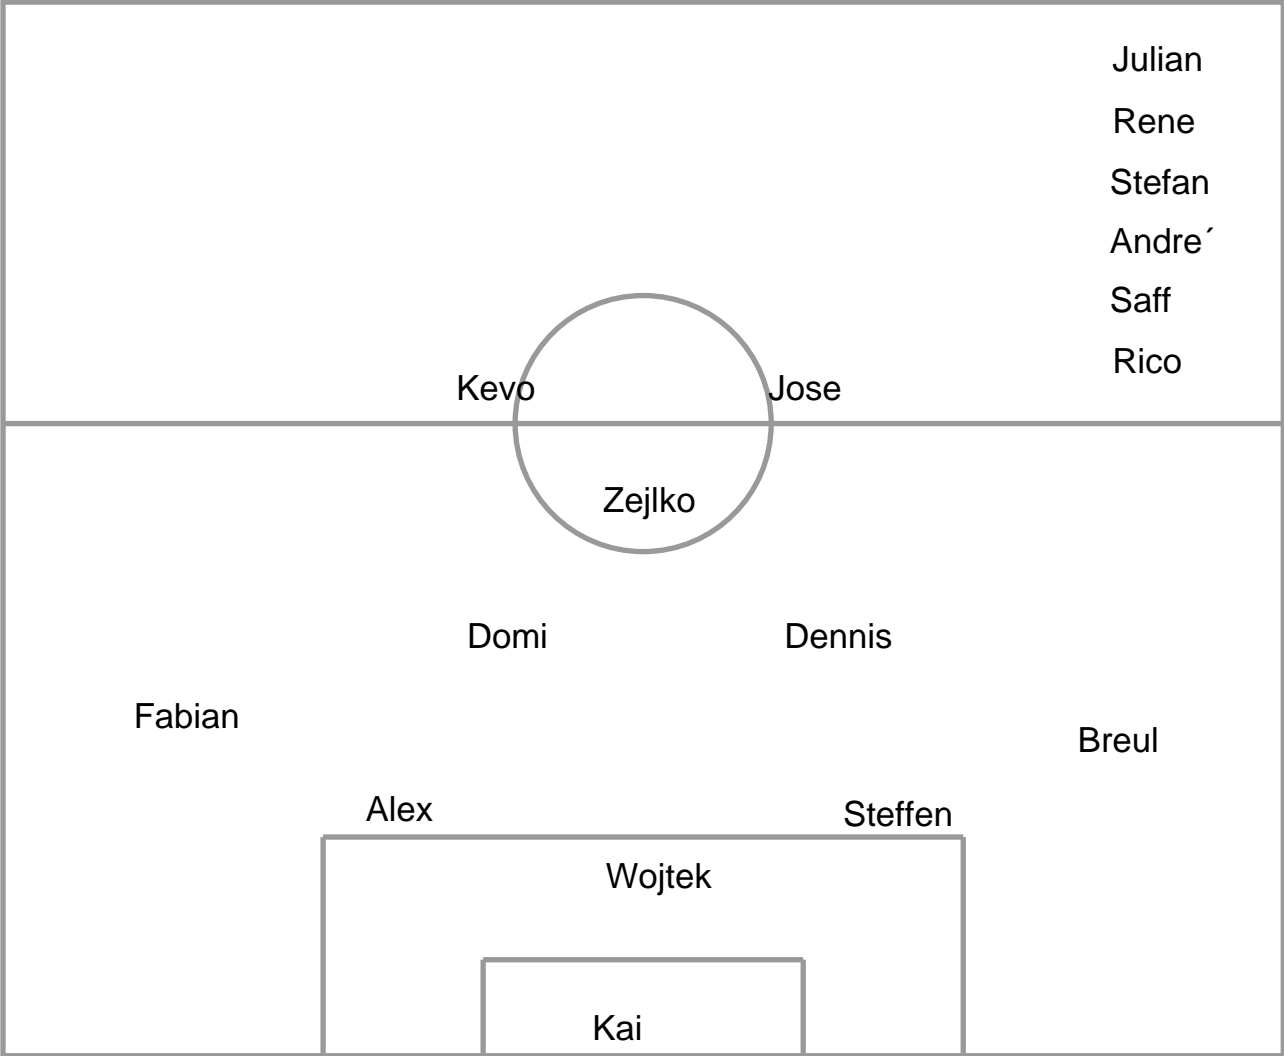 Julian
Rene
Stefan
Andre´
Saff
Rico
Kevo Jose
Zejlko
Domi Dennis
Fabian
Breul
Alex
Steffen
Wojtek
Kai